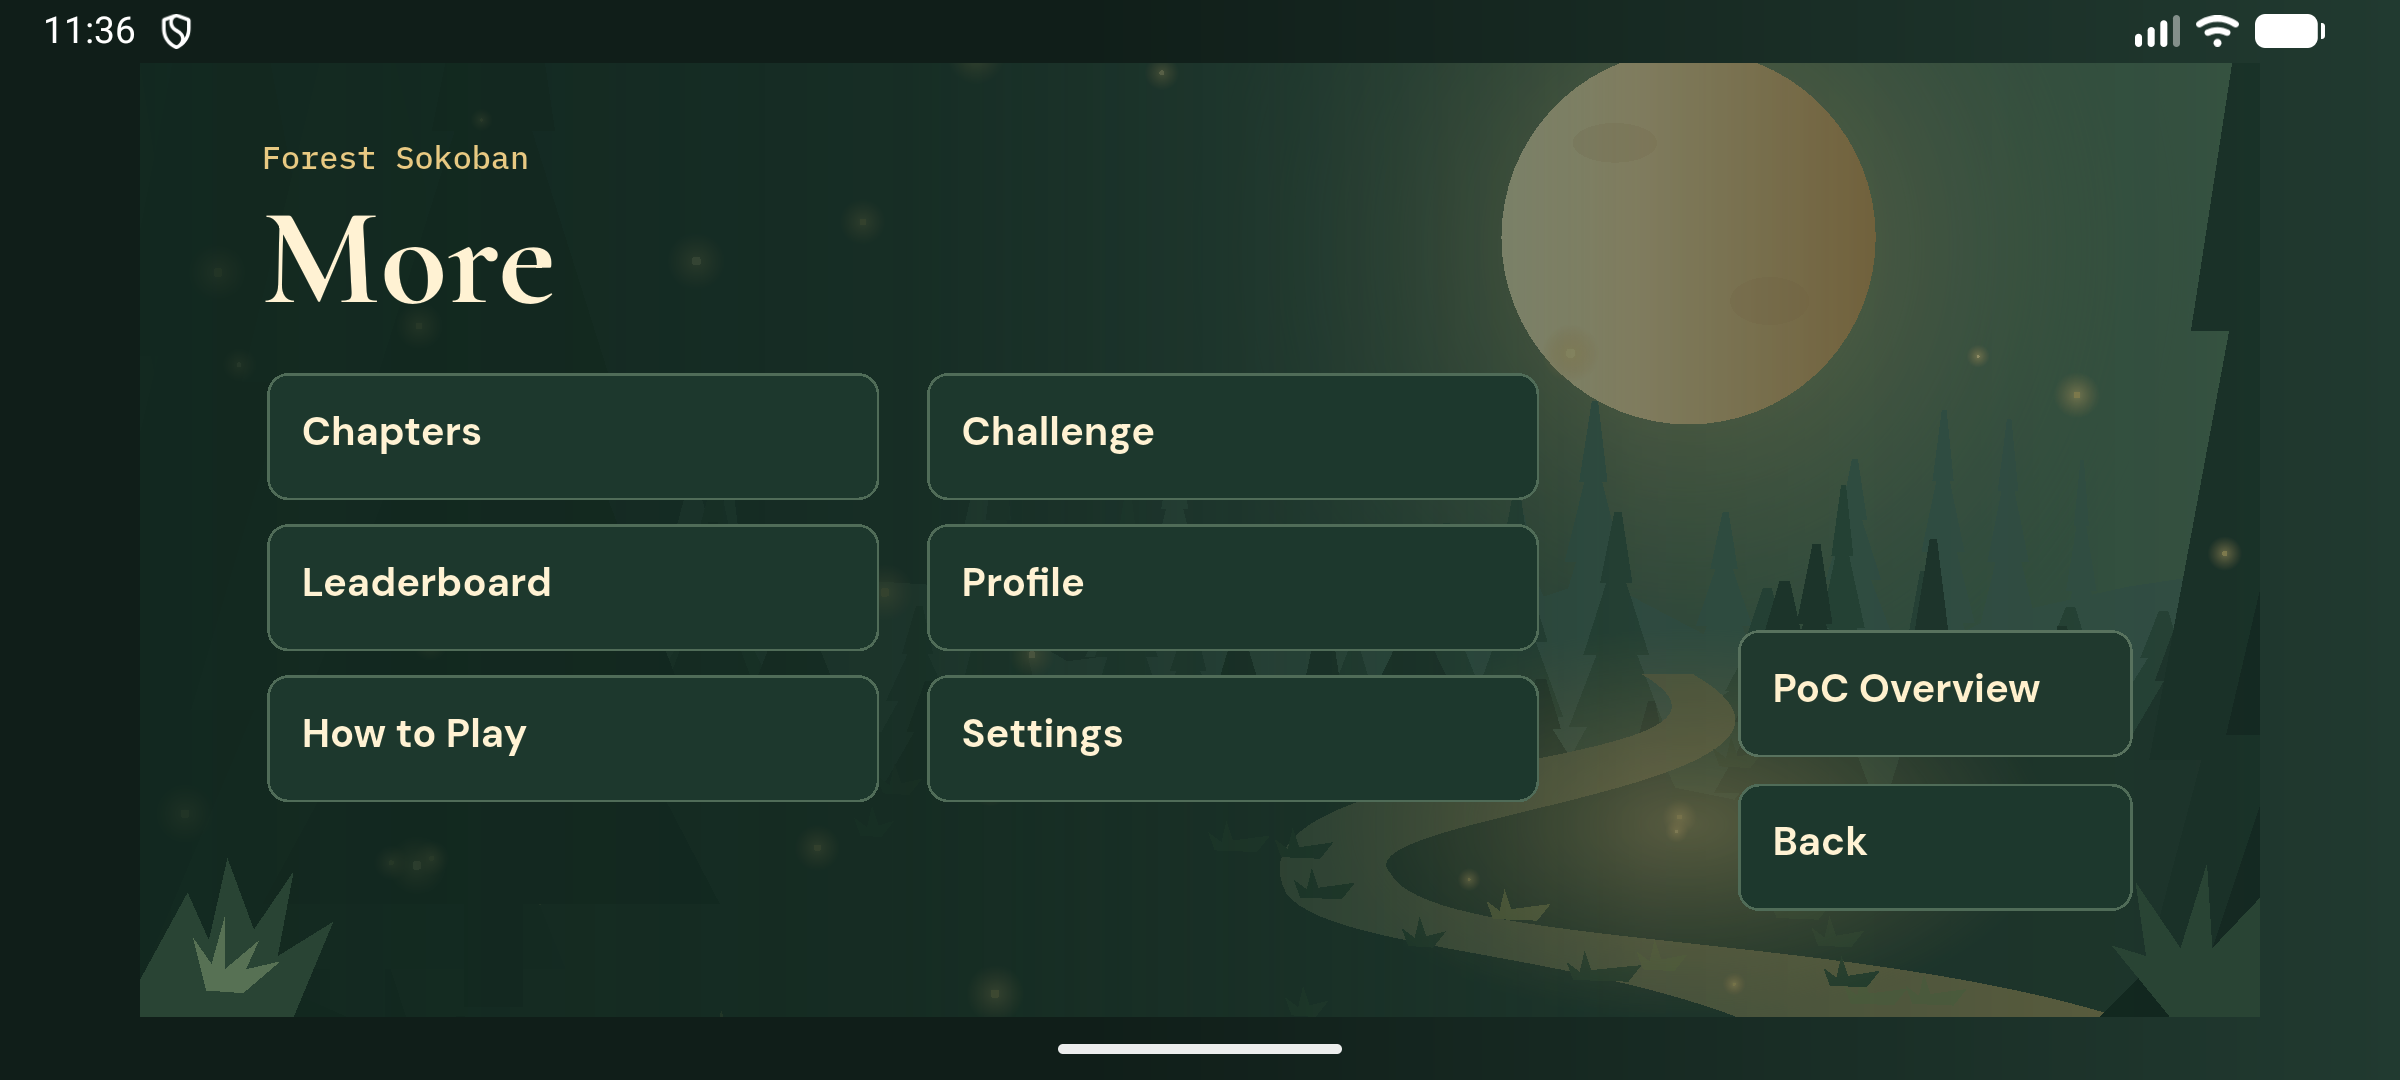 11:36
Forest Sokoban
More
Chapters
Challenge
Leaderboard
Profile
How to Play
Settings
PoC Overview
Back